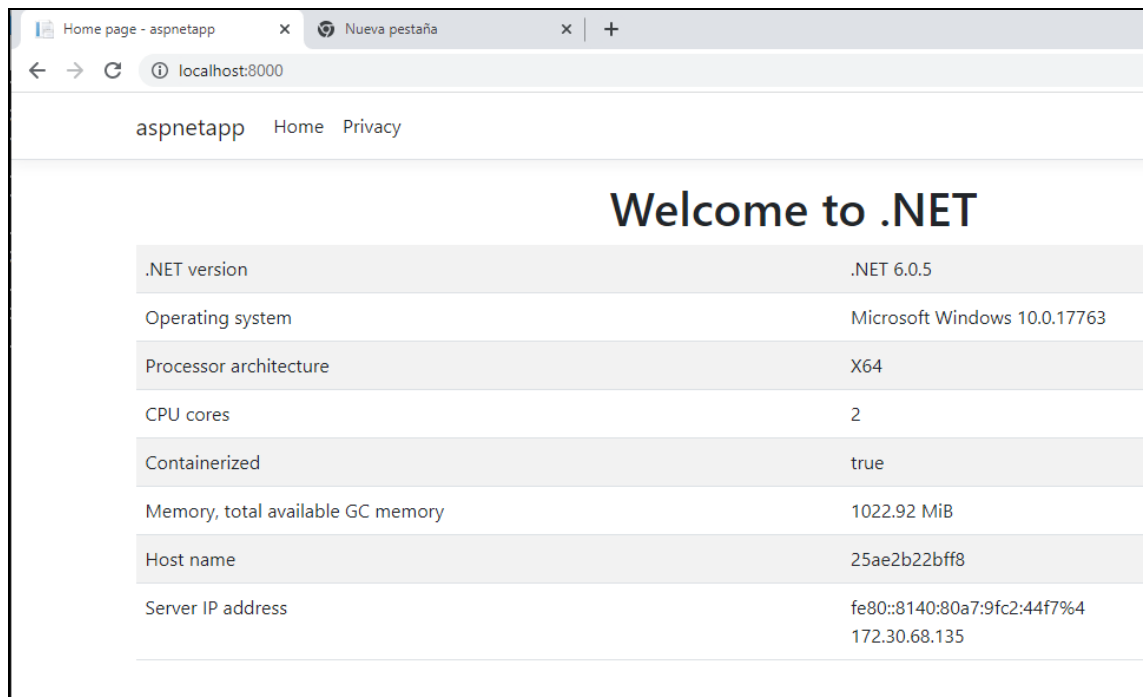 Home page - aspnetapp Nueva pestaña
localhost:8000
aspnetapp Home Privacy
Welcome to .NET
.NET version .NET 6.0.5
Operating system Microsoft Windows 10.0.17763
Processor architecture X64
CPU cores 2
Containerized true
Memory, total available GC memory 1022.92 MiB
Host name 25ae2b22bff8
Server IP address fe80::8140:80a7:9fc2:44f7%4
172.30.68.135